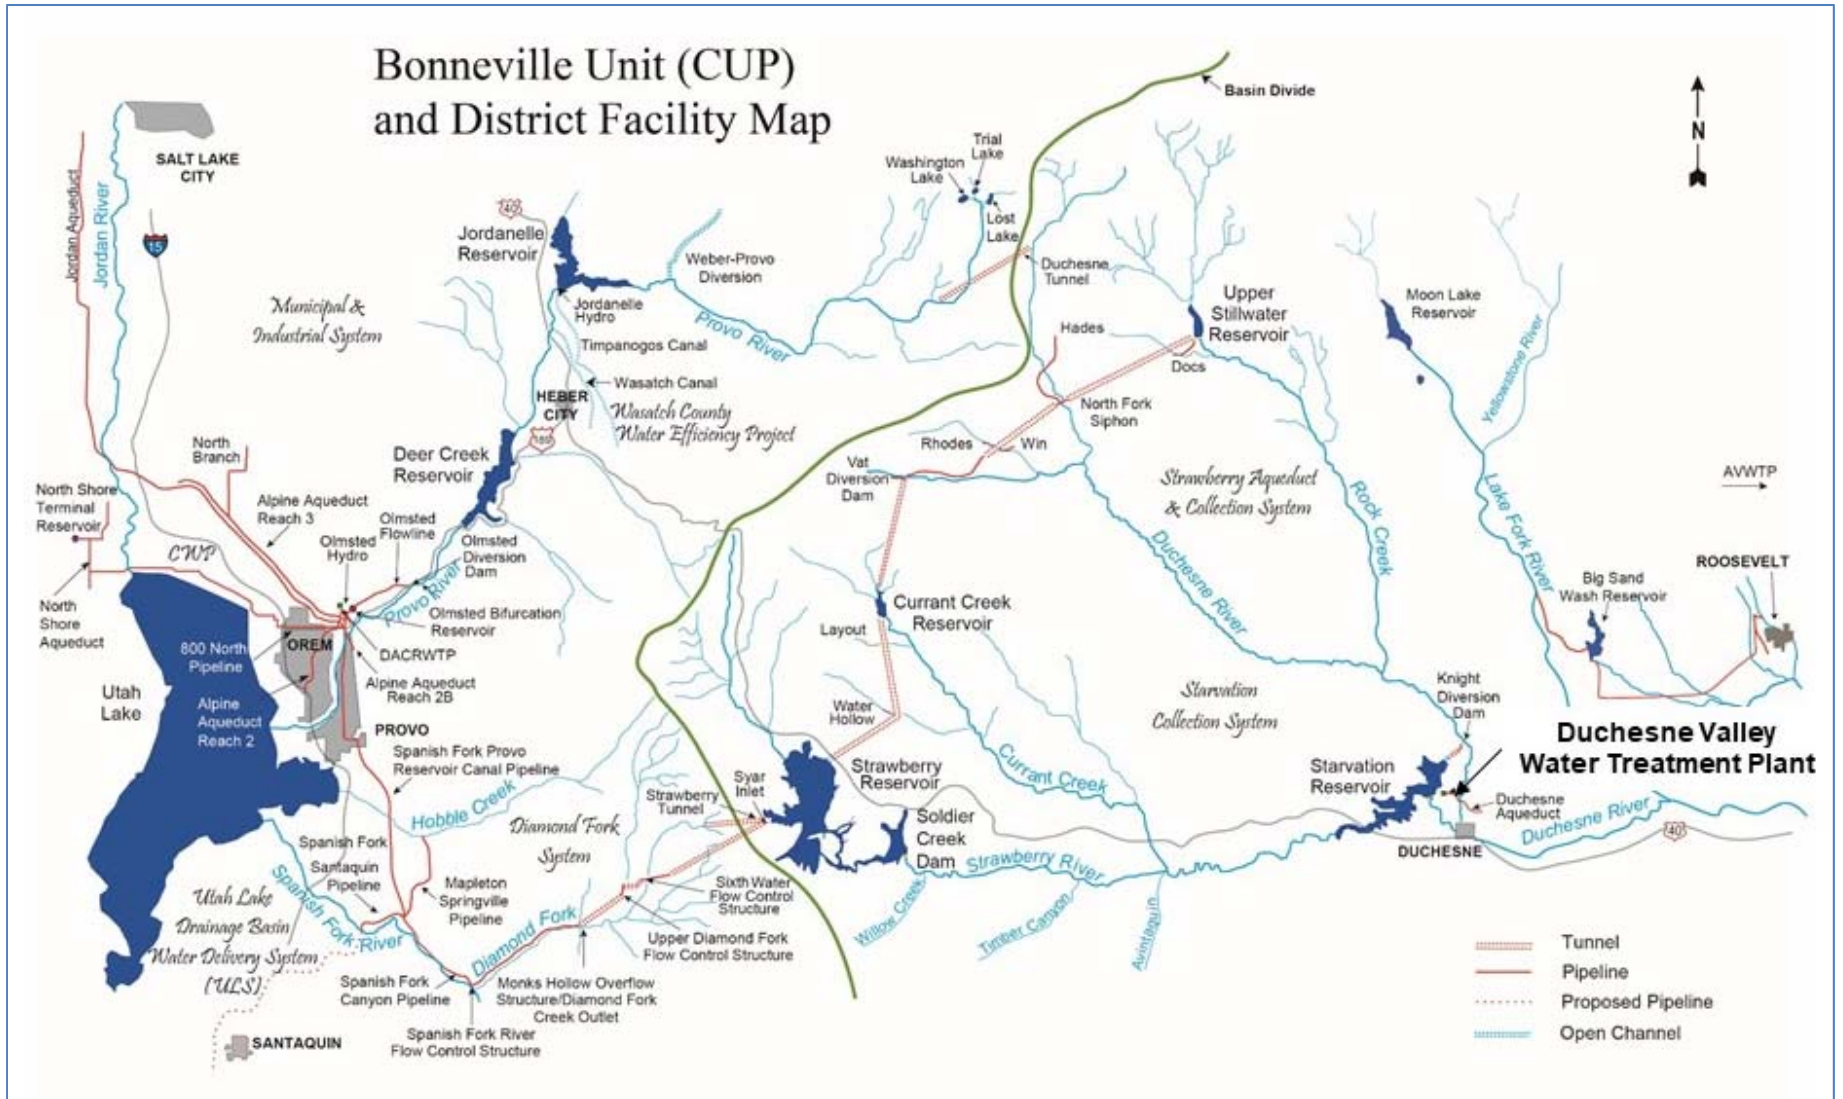 Bonneville Unit (CUP)
and District Facility Map
Basin Divide
N
SALT LAKE
CITY
Jordan Aqueduct
Jordan River
15
40
Jordanelle
Reservoir
Weber-Provo
Diversion
Washington
Lake
Trial
Lake
Lost
Lake
Duchesne
Tunnel
Municipal &
Industrial System
Jordanelle
Hydro
Provo River
Timpanogos Canal
Wasatch Canal
HEBER
CITY
Wasatch County
Water Efficiency Project
189
Hades
Upper
Stillwater
Reservoir
Docs
Moon Lake
Reservoir
Yellowstone River
North Fork
Siphon
Rhodes
Win
Vat
Diversion
Dam
Strawberry Aqueduct
& Collection System
Rock Creek
Lake Fork River
AVWTP
North
Branch
Deer Creek
Reservoir
North Shore
Terminal
Reservoir
Alpine Aqueduct
Reach 3
Olmsted
Flowline
Olmsted
Hydro
Olmsted
Diversion
Dam
CWP
Provo River
North
Shore
Aqueduct
Olmsted Bifurcation
Reservoir
800 North
Pipeline
OREM
DACRWTP
Alpine Aqueduct
Reach 2B
Utah
Lake
Alpine
Aqueduct
Reach 2
PROVO
Spanish Fork Provo
Reservoir Canal Pipeline
Duchesne River
Currant Creek
Reservoir
Layout
Water
Hollow
Big Sand
Wash Reservoir
ROOSEVELT
Starvation
Collection System
Knight
Diversion
Dam
Duchesne Valley
Water Treatment Plant
Strawberry
Reservoir
Currant Creek
Starvation
Reservoir
Duchesne
Aqueduct
Duchesne River
40
DUCHESNE
Syar
Inlet
Strawberry
Tunnel
Soldier
Creek
Dam
Strawberry River
Hobble Creek
Diamond Fork
System
Spanish Fork
Santaquin
Pipeline
Spanish Fork River
Mapleton
Springville
Pipeline
Utah Lake
Drainage Basin
Water Delivery System
(ULS)
Diamond Fork
Sixth Water
Flow Control
Structure
Upper Diamond Fork
Flow Control Structure
Willow Creek
Timber Canyon
Avintaquin
Spanish Fork
Canyon Pipeline
Monks Hollow Overflow
Structure/Diamond Fork
Creek Outlet
Spanish Fork River
Flow Control Structure
SANTAQUIN
Tunnel
Pipeline
Proposed Pipeline
Open Channel